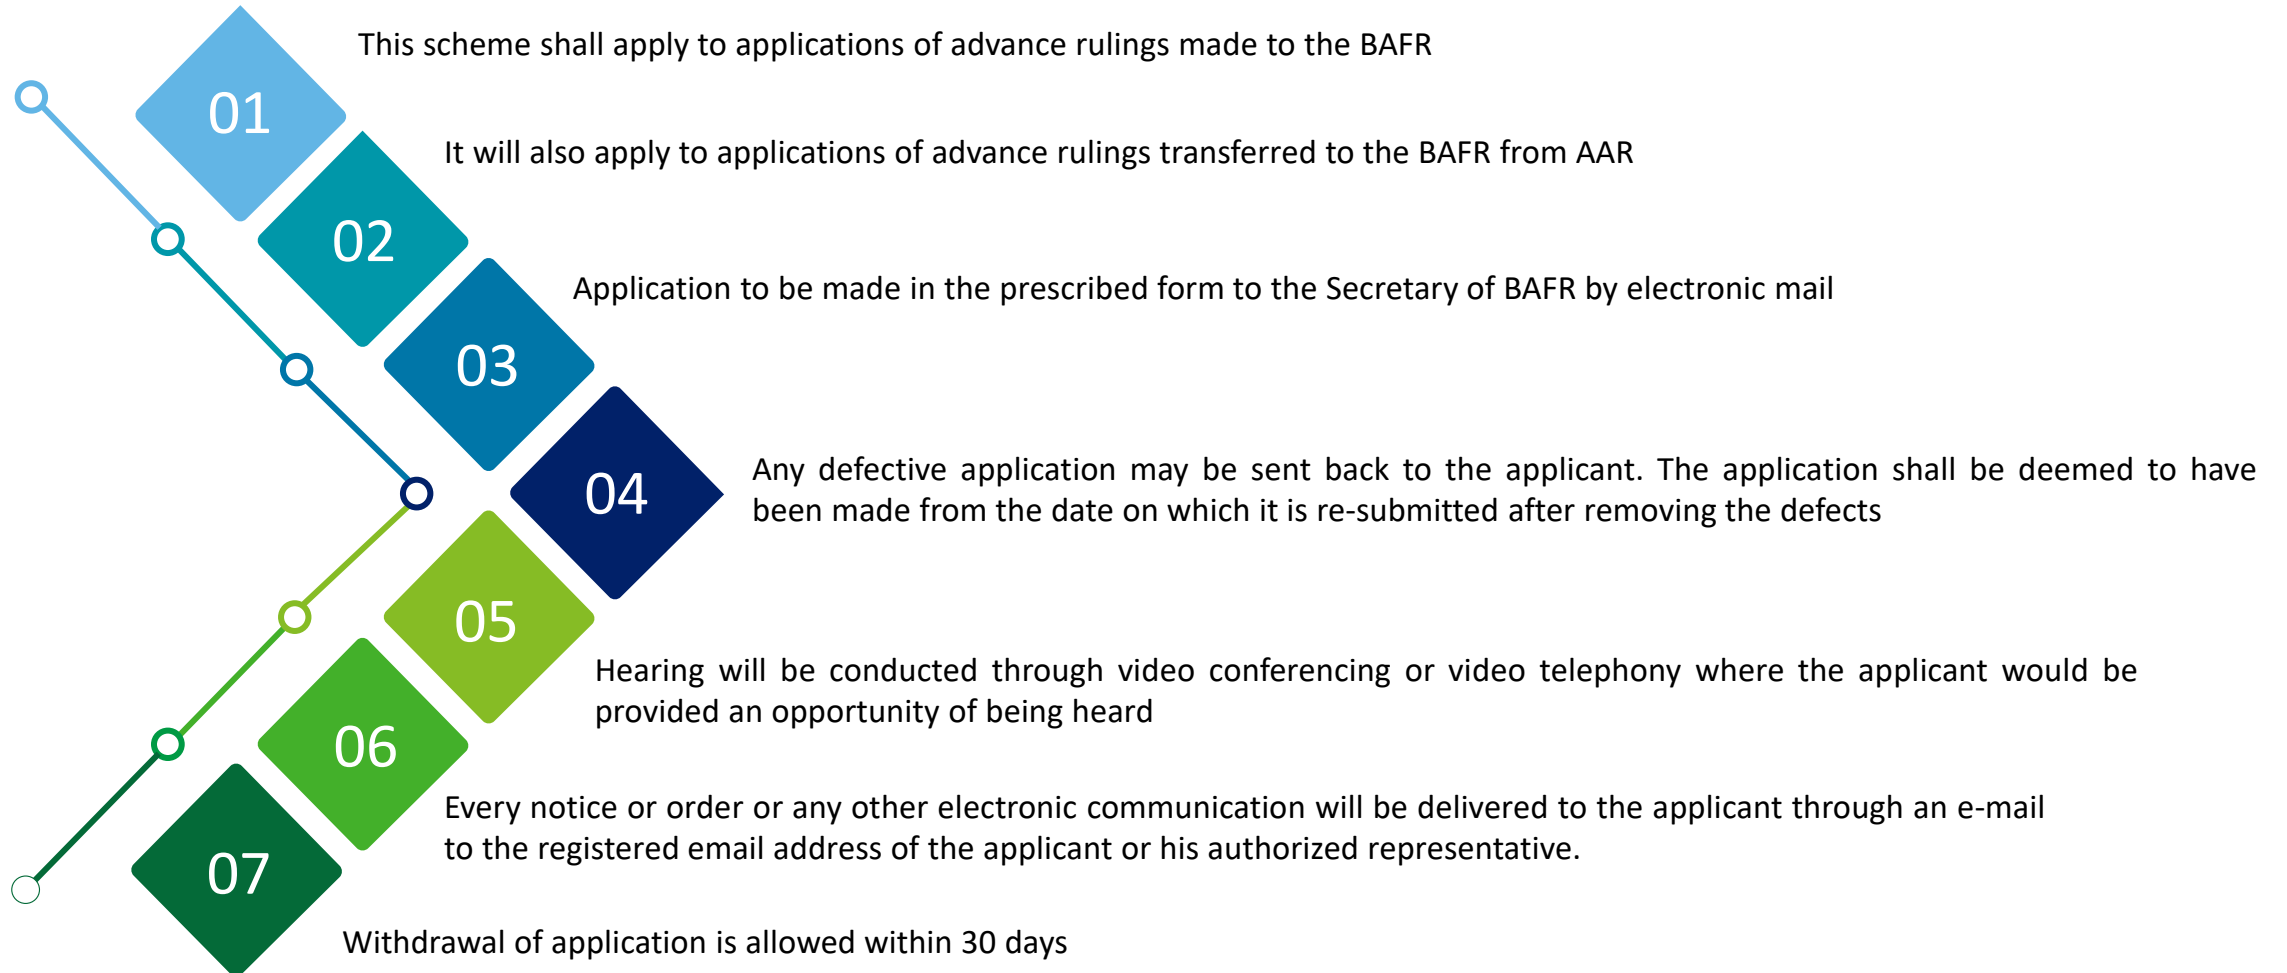 01
This scheme shall apply to applications of advance rulings made to the BAFR
02
It will also apply to applications of advance rulings transferred to the BAFR from AAR
03
Application to be made in the prescribed form to the Secretary of BAFR by electronic mail
04
Any defective application may be sent back to the applicant. The application shall be deemed to have
been made from the date on which it is re-submitted after removing the defects
05
Hearing will be conducted through video conferencing or video telephony where the applicant would be
provided an opportunity of being heard
06
Every notice or order or any other electronic communication will be delivered to the applicant through an e-mail
to the registered email address of the applicant or his authorized representative.
07
Withdrawal of application is allowed within 30 days